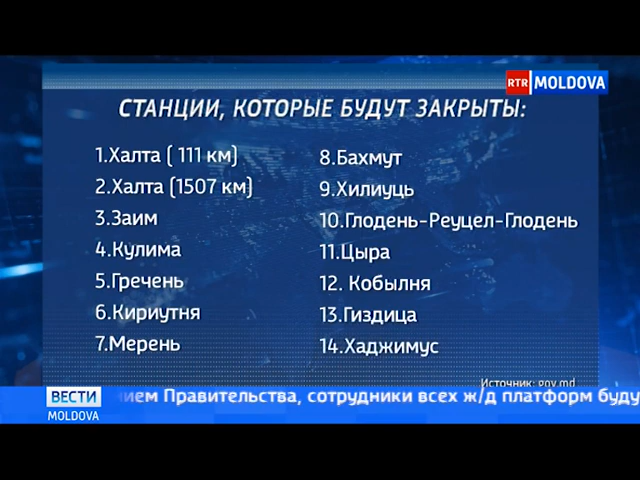 RTR MOLDOVA
СТАНЦИИ, КОТОРЫЕ БУДУТ ЗАКРЫТЫ:
1.Халта ( 111 км)
2.Халта (1507 км)
3.Заим
4.Кулима
5.Гречень
6.Кириутня
7.Мерень
8.Бахмут
9.Хилиуць
10.Глодень-Реуцел-Глодень
11.Цыра
12. Кобылня
13.Гиздица
14.Хаджимус
Источник: gov.md
ВЕСТИ
MOLDOVA
Правительства, сотрудники всех ж/д платформ